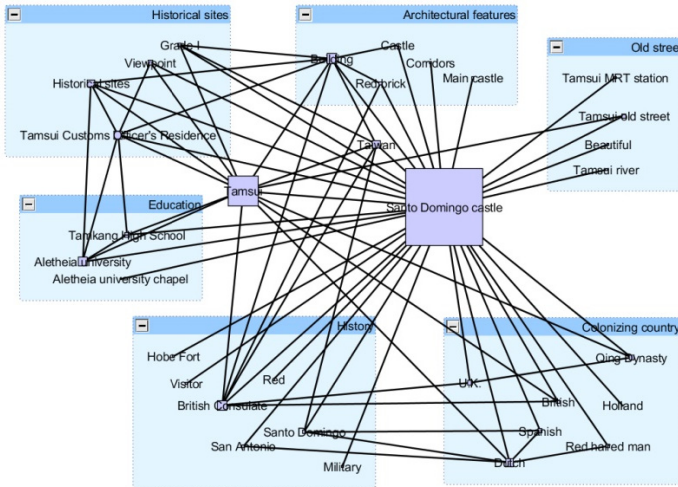 Historical sites
Grade I
Viewpoint
Historical sites
Tamsui Customs Officer's Residence
Architectural features
Building
Castle
Corridors
Red brick
Main castle
Taiwan
Old street
Tamsui MRT station
Tamsui old street
Beautiful
Tamsui river
Tamsui
Santo Domingo castle
Education
Tamkang High School
Aletheia university
Aletheia university chapel
History
Hobe Fort
Visitor
Red
British Consulate
Santo Domingo
San Antonio
Military
Colonizing country
Qing Dynasty
U.K.
British
Holland
Spanish
Red haired man
Dutch